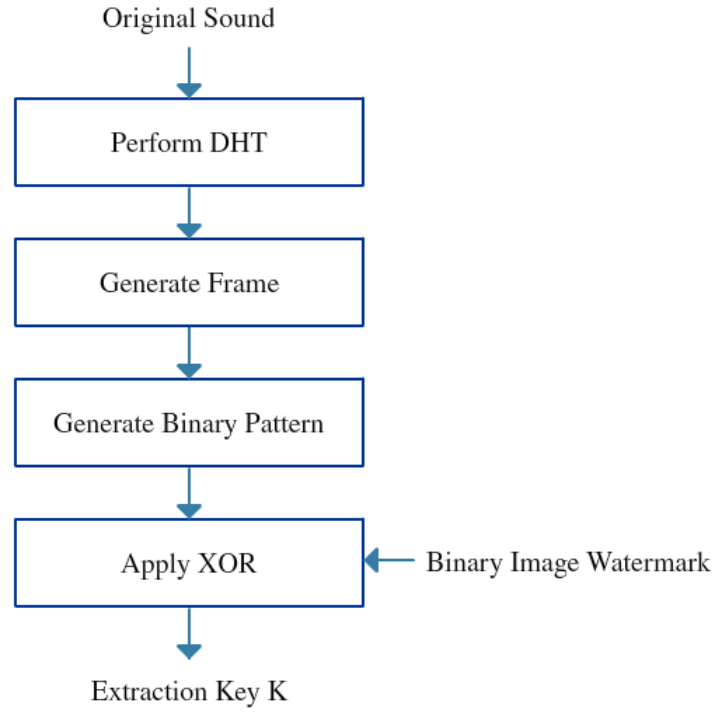 Original Sound
Perform DHT
Generate Frame
Generate Binary Pattern
Apply XOR
Binary Image Watermark
Extraction Key K